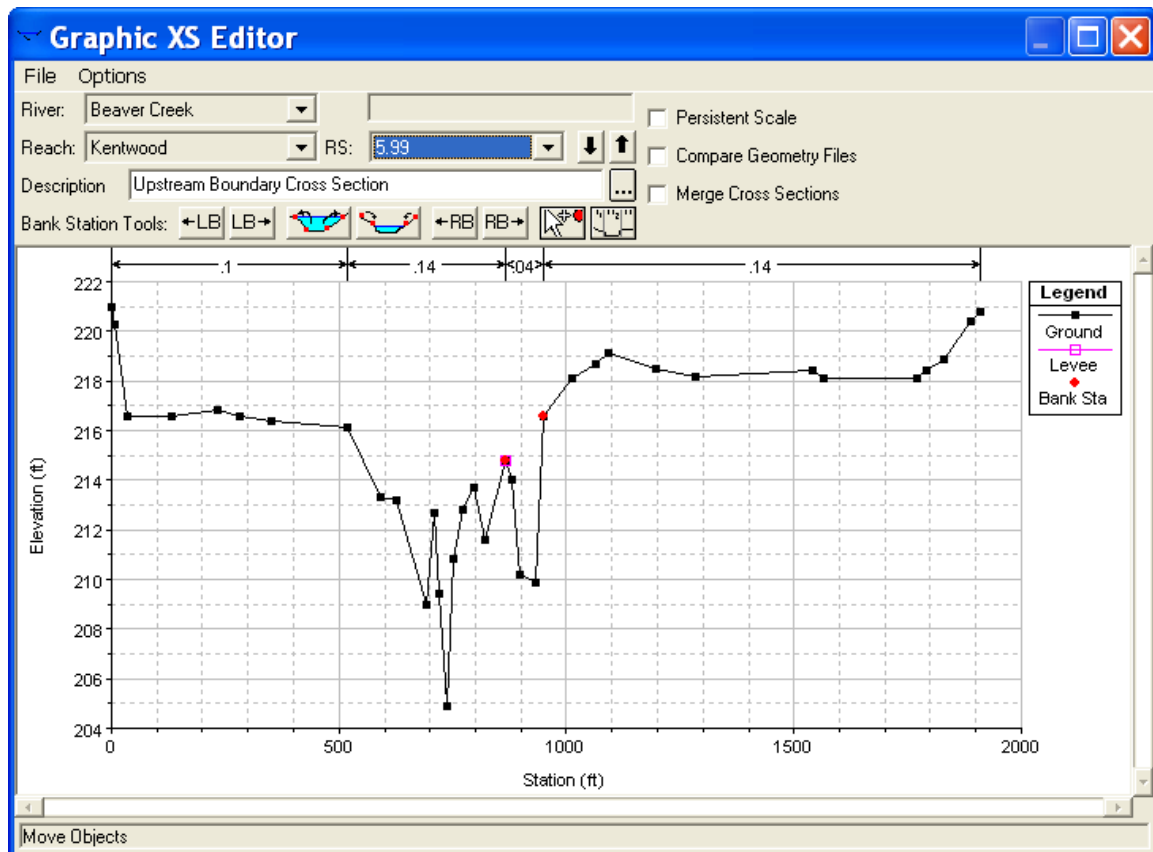 Graphic XS Editor
File Options
River: Beaver Creek
Persistent Scale
Reach: Kentwood RS: 5.99
Compare Geometry Files
Description Upstream Boundary Cross Section ...
Merge Cross Sections
Bank Station Tools: ←LB LB→ ←RB RB→
.1 .14 .04 .14
222
220
218
216
214
212
210
208
206
204
Elevation (ft)
0 500 1000 1500 2000
Station (ft)
Legend
Ground
Levee
Bank Sta
Move Objects